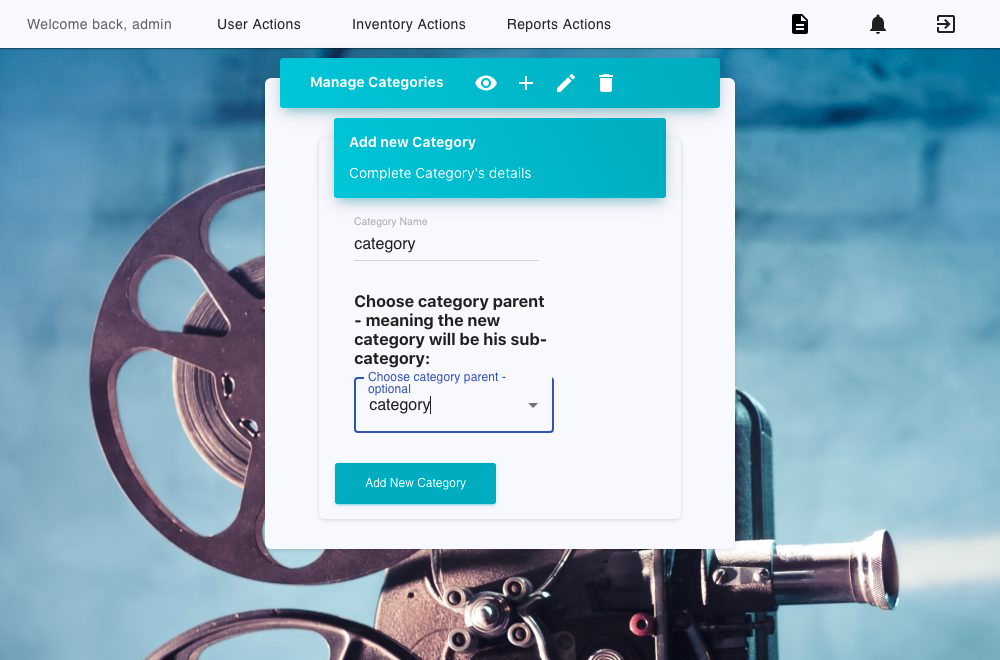 Welcome back, admin
User Actions
Inventory Actions
Reports Actions
Manage Categories
Add new Category
Complete Category's details
Category Name
category
Choose category parent
- meaning the new
category will be his sub-
category:
Choose category parent -
optional
category
Add New Category